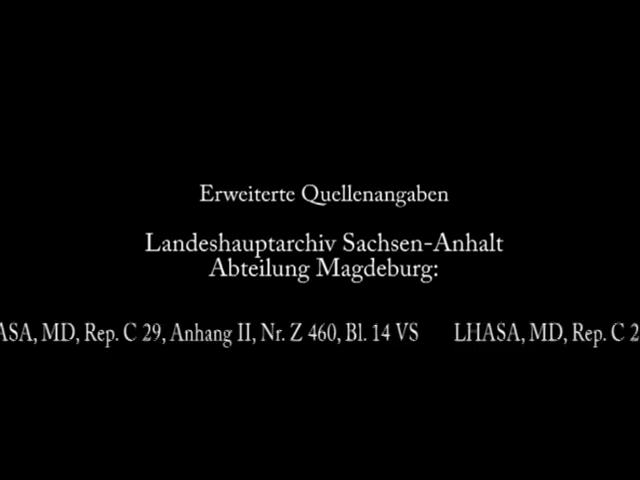 Erweiterte Quellenangaben
Landeshauptarchiv Sachsen-Anhalt
Abteilung Magdeburg:
ASA, MD, Rep. C 29, Anhang II, Nr. Z 460, Bl. 14 VS LHASA, MD, Rep. C 2